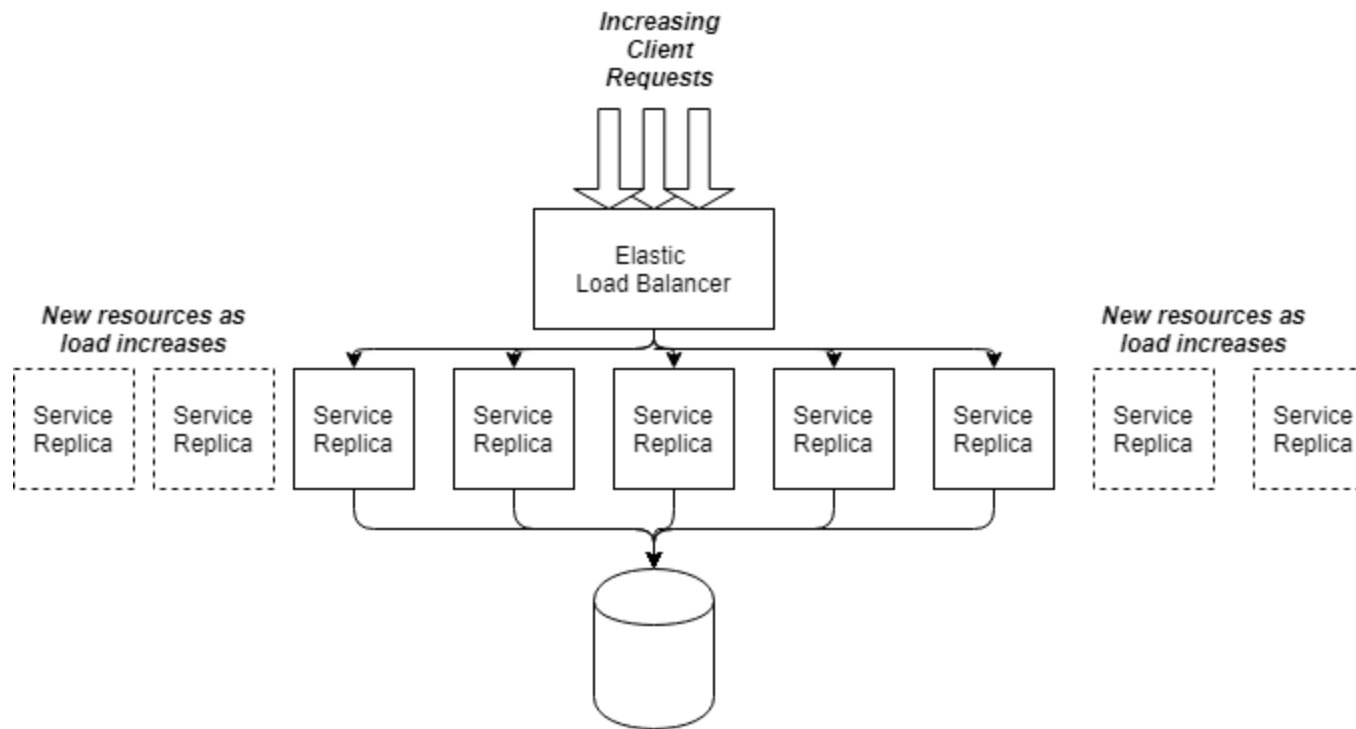 Increasing
Client
Requests
Elastic
Load Balancer
New resources as
load increases
New resources as
load increases
Service
Replica
Service
Replica
Service
Replica
Service
Replica
Service
Replica
Service
Replica
Service
Replica
Service
Replica
Service
Replica